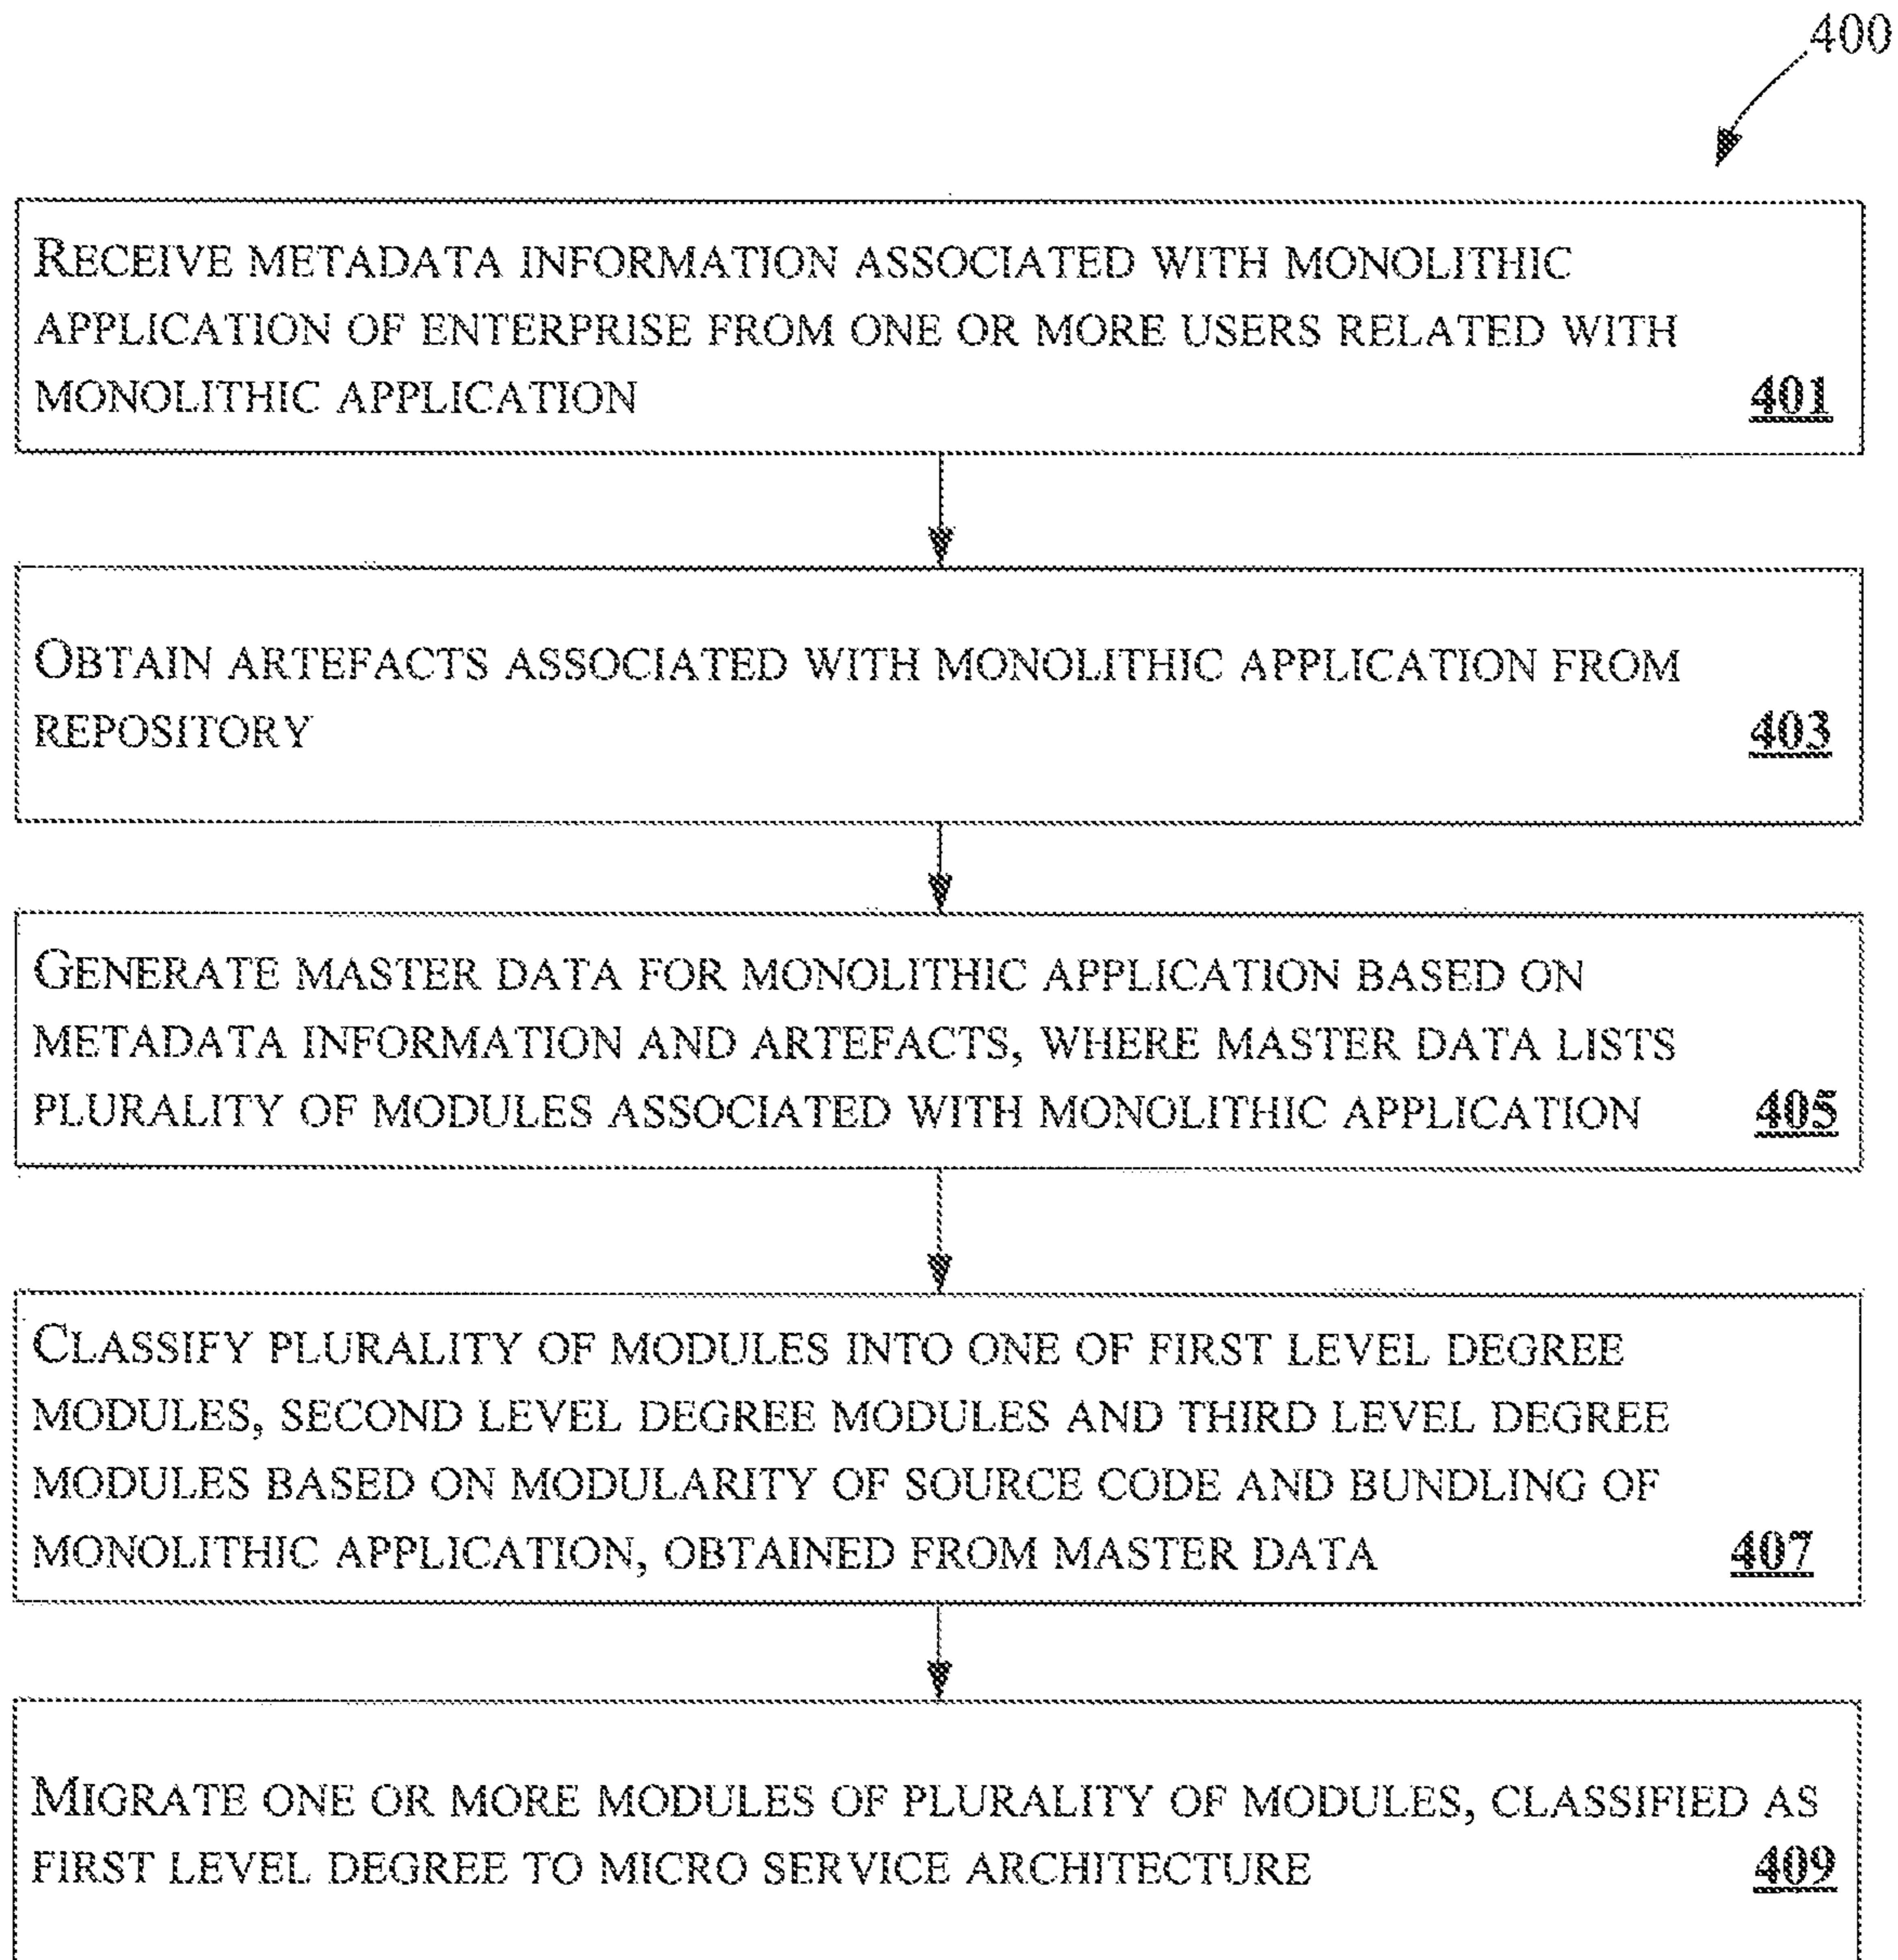 400
RECEIVE METADATA INFORMATION ASSOCIATED WITH MONOLITHIC
APPLICATION OF ENTERPRISE FROM ONE OR MORE USERS RELATED WITH
MONOLITHIC APPLICATION 401
OBTAIN ARTEFACTS ASSOCIATED WITH MONOLITHIC APPLICATION FROM
REPOSITORY 403
GENERATE MASTER DATA FOR MONOLITHIC APPLICATION BASED ON
METADATA INFORMATION AND ARTEFACTS, WHERE MASTER DATA LISTS
PLURALITY OF MODULES ASSOCIATED WITH MONOLITHIC APPLICATION 405
CLASSIFY PLURALITY OF MODULES INTO ONE OF FIRST LEVEL DEGREE
MODULES, SECOND LEVEL DEGREE MODULES AND THIRD LEVEL DEGREE
MODULES BASED ON MODULARITY OF SOURCE CODE AND BUNDLING OF
MONOLITHIC APPLICATION, OBTAINED FROM MASTER DATA 407
MIGRATE ONE OR MORE MODULES OF PLURALITY OF MODULES, CLASSIFIED AS
FIRST LEVEL DEGREE TO MICRO SERVICE ARCHITECTURE 409